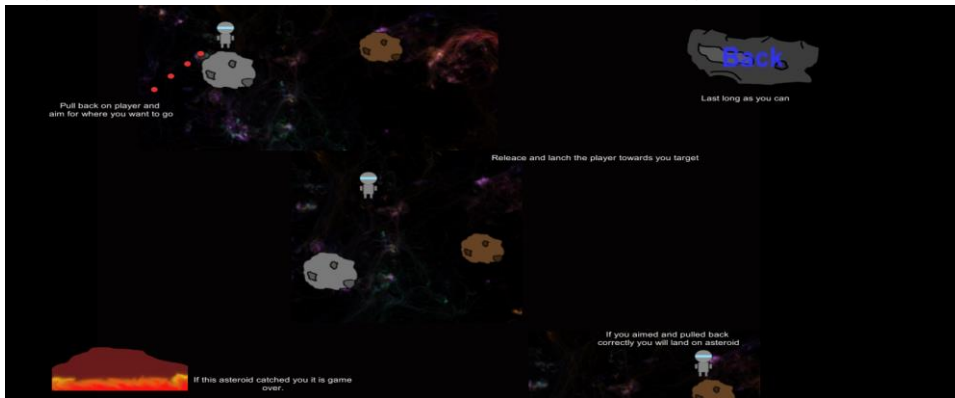 Back
Last long as you can
Pull back on player and
aim for where you want to go
Releace and lanch the player towards you target
If you aimed and pulled back
correctly you will land on asteroid
If this asteroid catched you it is game
over.